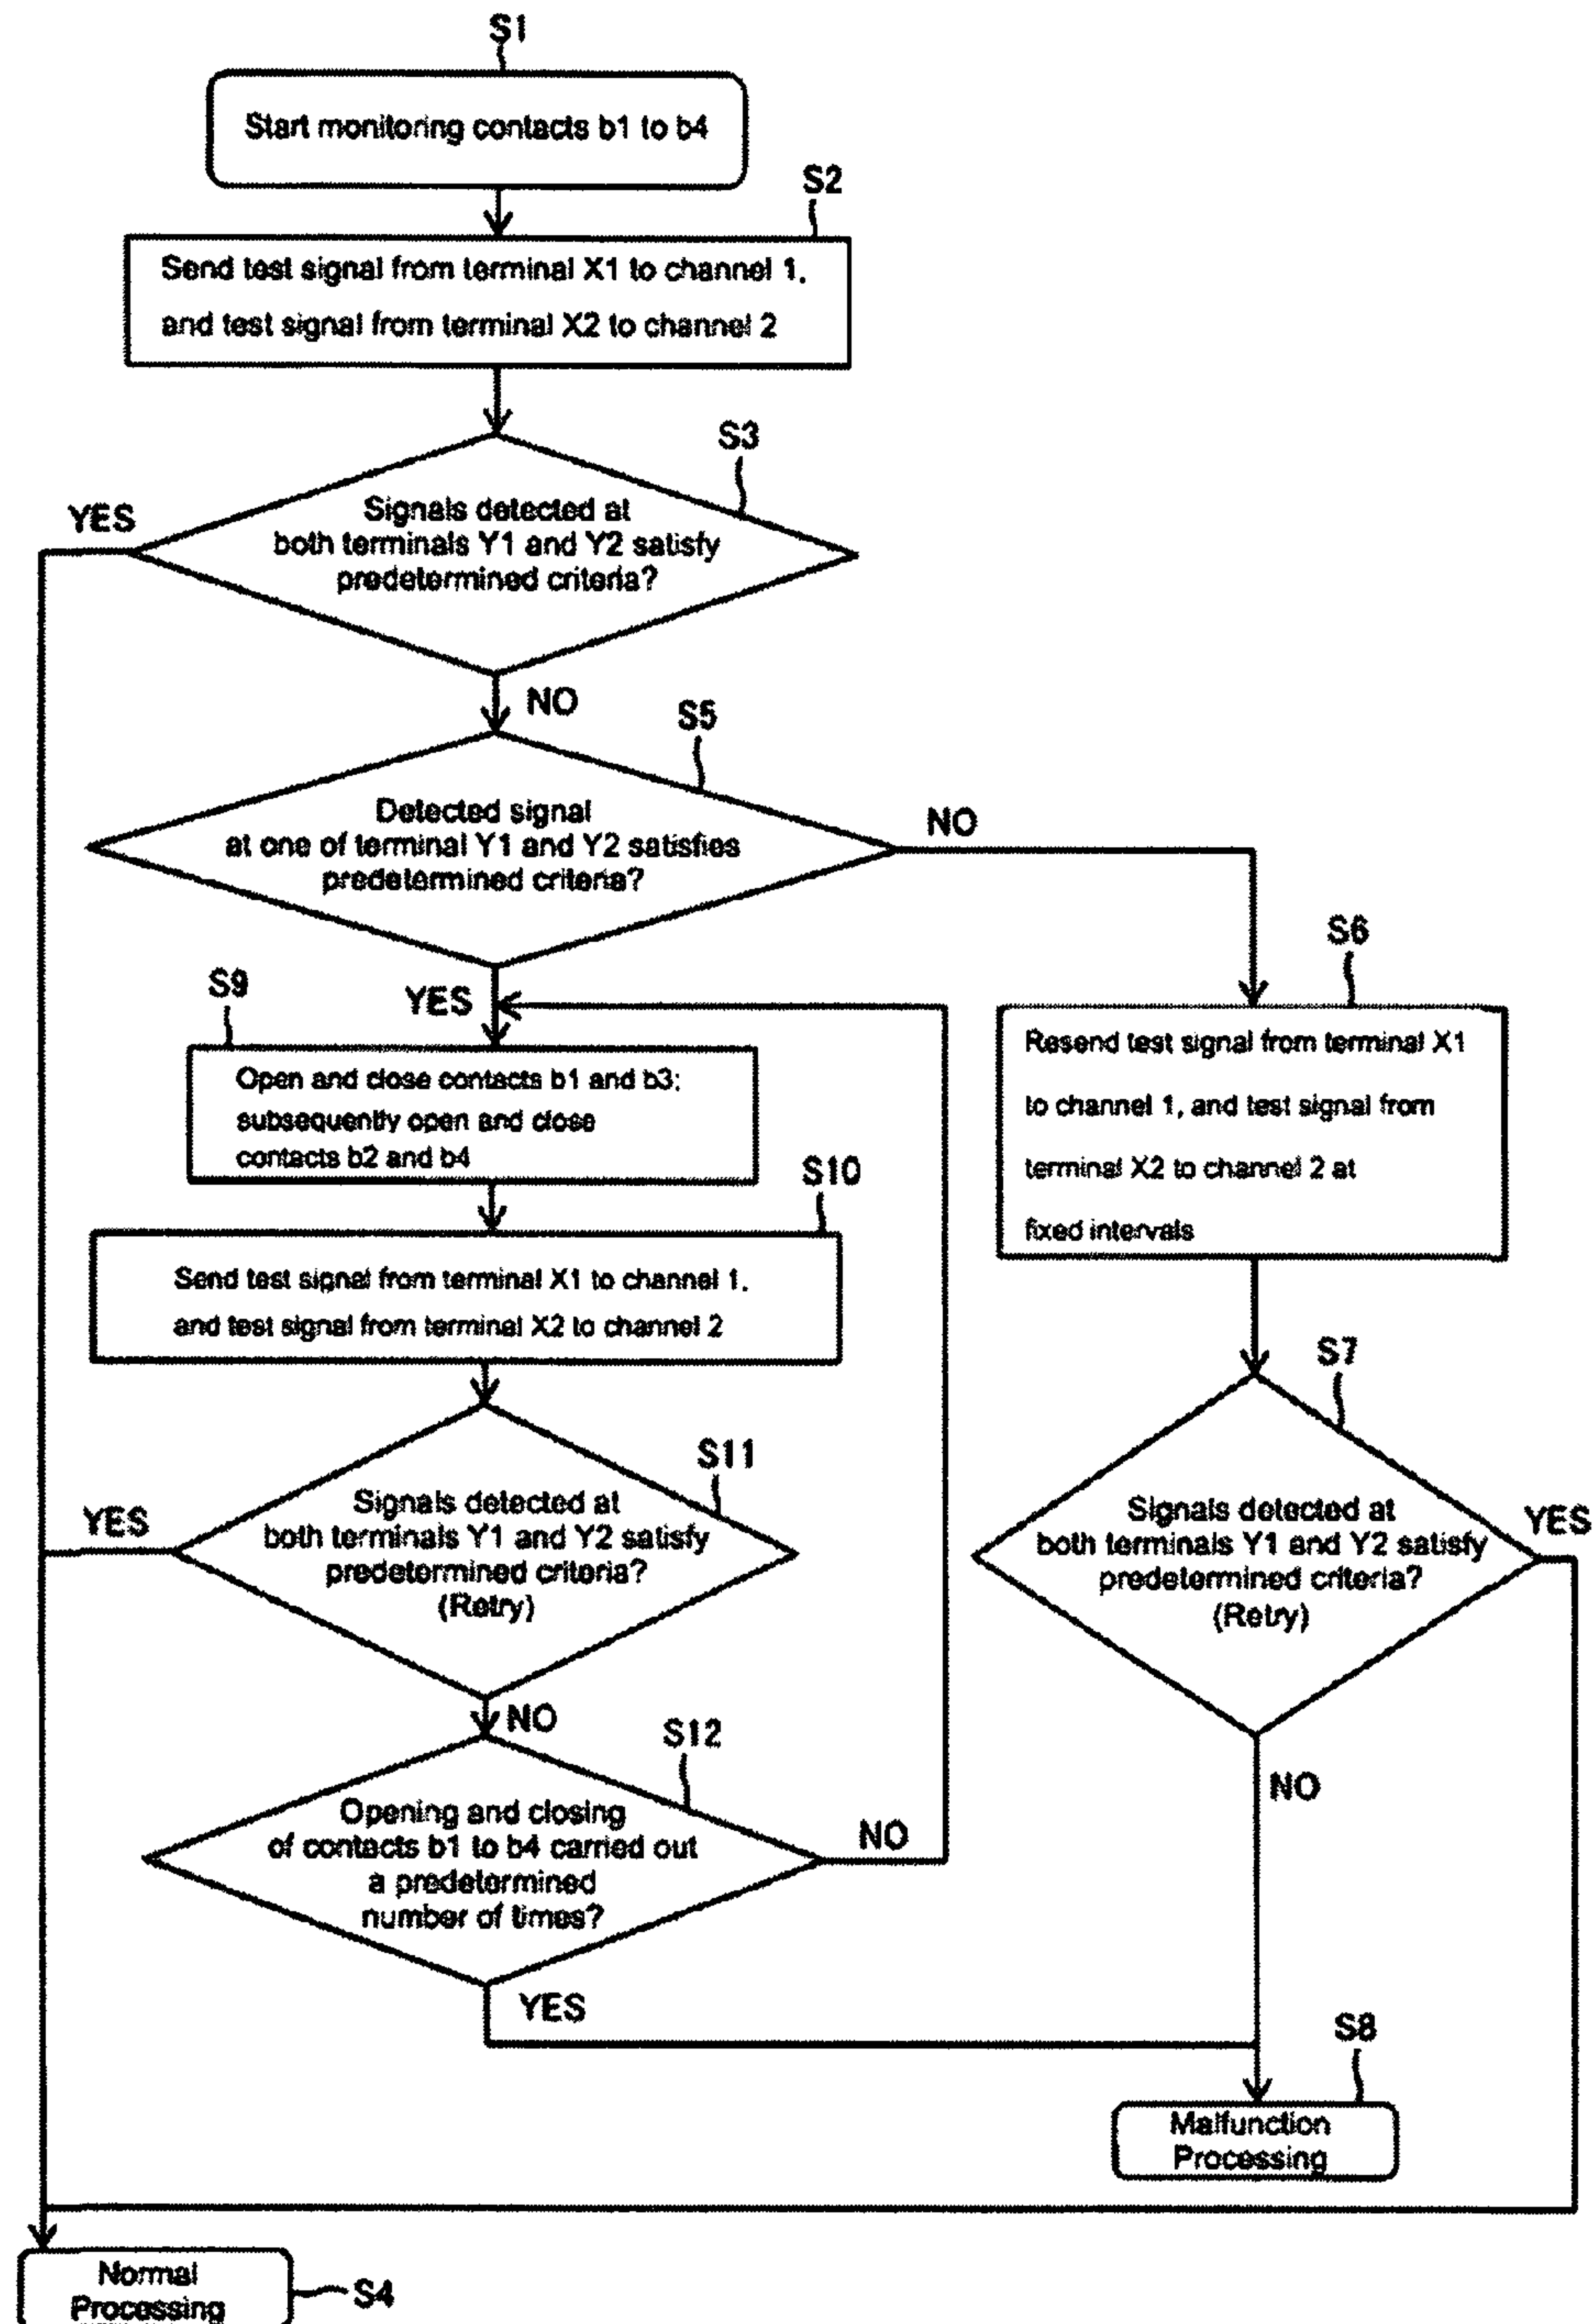 S1
Start monitoring contacts b1 to b4
S2
Send test signal from terminal X1 to channel 1,
and test signal from terminal X2 to channel 2
S3
Signals detected at
both terminals Y1 and Y2 satisfy
predetermined criteria?
YES
NO
S5
Detected signal
at one of terminal Y1 and Y2 satisfies
predetermined criteria?
NO
YES
S6
Resend test signal from terminal X1
to channel 1, and test signal from
terminal X2 to channel 2 at
fixed intervals
S9
Open and close contacts b1 and b3;
subsequently open and close
contacts b2 and b4
S10
Send test signal from terminal X1 to channel 1,
and test signal from terminal X2 to channel 2
S7
Signals detected at
both terminals Y1 and Y2 satisfy
predetermined criteria?
(Retry)
YES
NO
S11
Signals detected at
both terminals Y1 and Y2 satisfy
predetermined criteria?
(Retry)
YES
NO
S12
Opening and closing
of contacts b1 to b4 carried out
a predetermined
number of times?
NO
YES
S8
Malfunction
Processing
Normal
Processing
S4